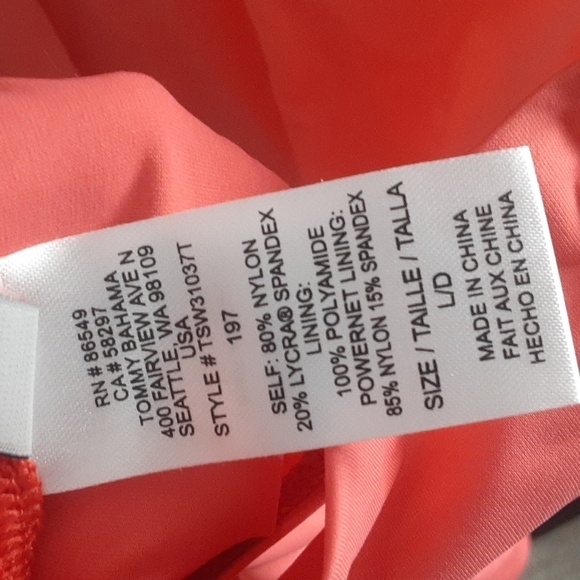 RN# 86549
CA# 58297
TOMMY BAHAMA
400 FAIRVIEW AVE N
SEATTLE, WA 98109
USA
STYLE # TSW31037T
197
SELF: 80% NYLON
20% LYCRA® SPANDEX
LINING:
100% POLYAMIDE
POWERNET LINING:
85% NYLON 15% SPANDEX
SIZE / TAILLE / TALLA
L/D
MADE IN CHINA
FAIT AUX CHINE
HECHO EN CHINA